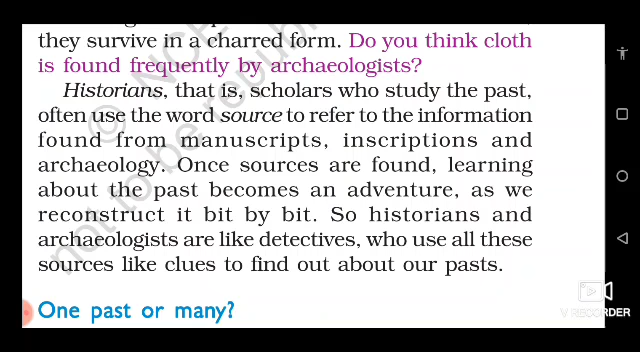 they survive in a charred form. Do you think cloth
is found frequently by archaeologists?
Historians, that is, scholars who study the past,
often use the word source to refer to the information
found from manuscripts, inscriptions and
archaeology. Once sources are found, learning
about the past becomes an adventure, as we
reconstruct it bit by bit. So historians and
archaeologists are like detectives, who use all these
sources like clues to find out about our pasts.
One past or many?
V RECORDER